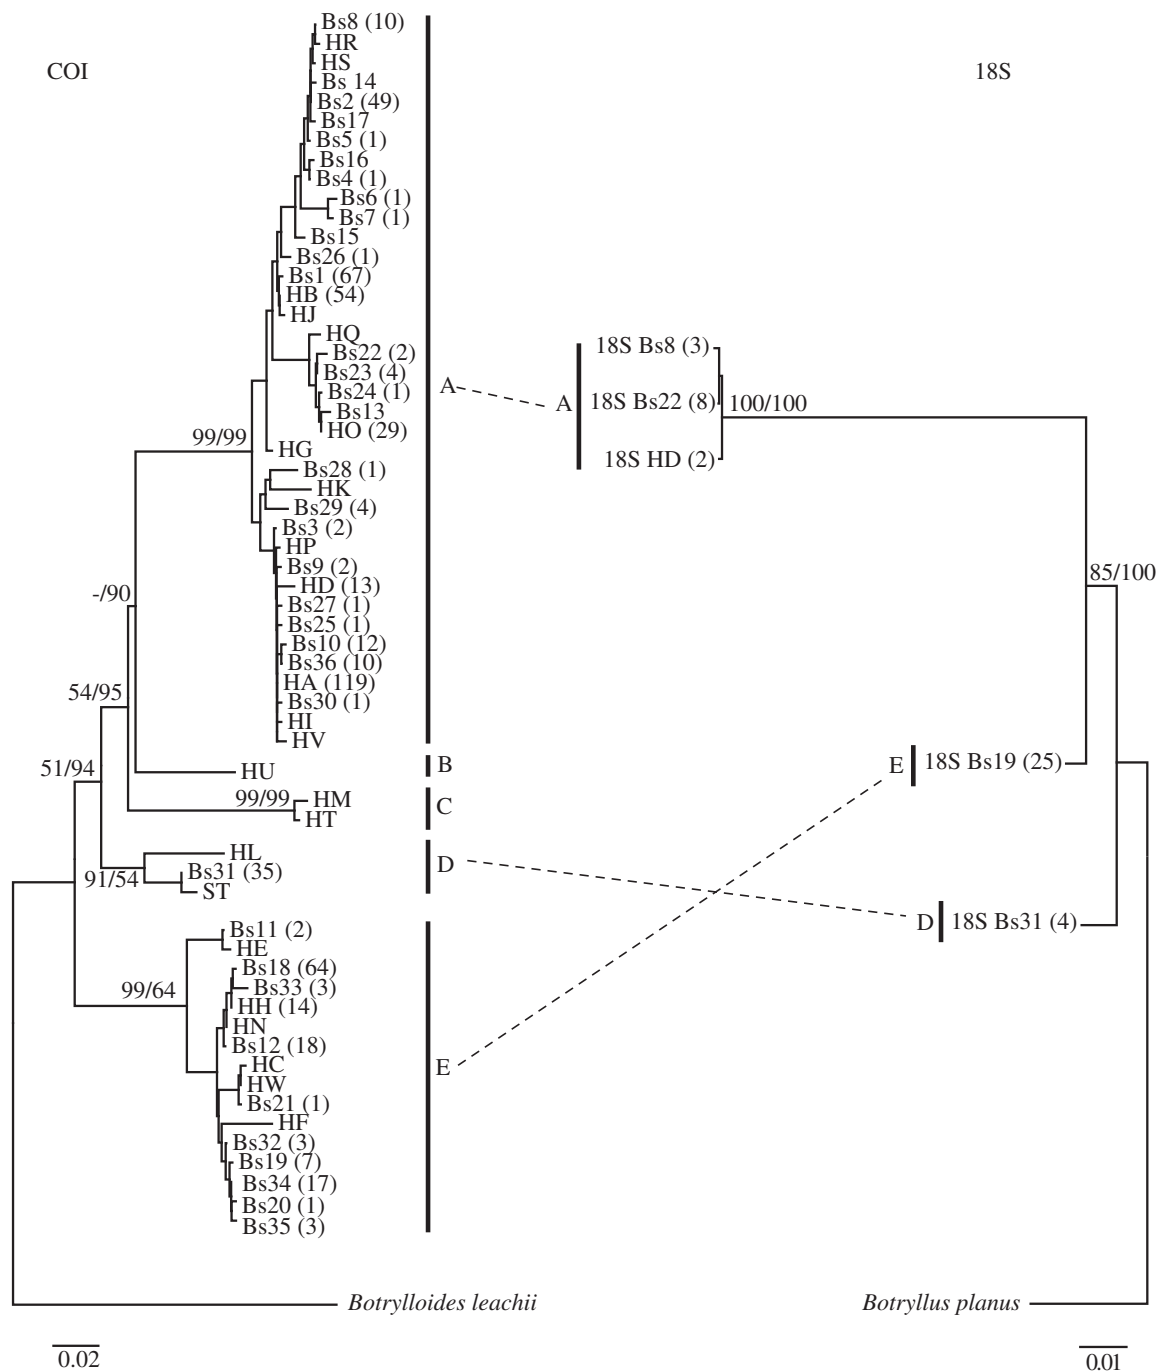 COI
18S
Bs8 (10)
HR
HS
Bs 14
Bs2 (49)
Bs17
Bs5 (1)
Bs16
Bs4 (1)
Bs6 (1)
Bs7 (1)
Bs15
Bs26 (1)
Bs1 (67)
HB (54)
HJ
HQ
Bs22 (2)
Bs23 (4)
Bs24 (1)
Bs13
HO (29)
99/99
HG
Bs28 (1)
HK
Bs29 (4)
Bs3 (2)
HP
Bs9 (2)
HD (13)
-/90
Bs27 (1)
Bs25 (1)
Bs10 (12)
Bs36 (10)
HA (119)
54/95
Bs30 (1)
HI
HV
51/94
HU
99/99
HM
HT
HL
91/54
Bs31 (35)
ST
Bs11 (2)
HE
Bs18 (64)
99/64
Bs33 (3)
HH (14)
HN
Bs12 (18)
HC
HW
Bs21 (1)
HF
Bs32 (3)
Bs19 (7)
Bs34 (17)
Bs20 (1)
Bs35 (3)
Botrylloides leachii
0.02
A
B
C
D
E
A
18S Bs8 (3)
18S Bs22 (8)
100/100
18S HD (2)
85/100
E
18S Bs19 (25)
D
18S Bs31 (4)
Botryllus planus
0.01